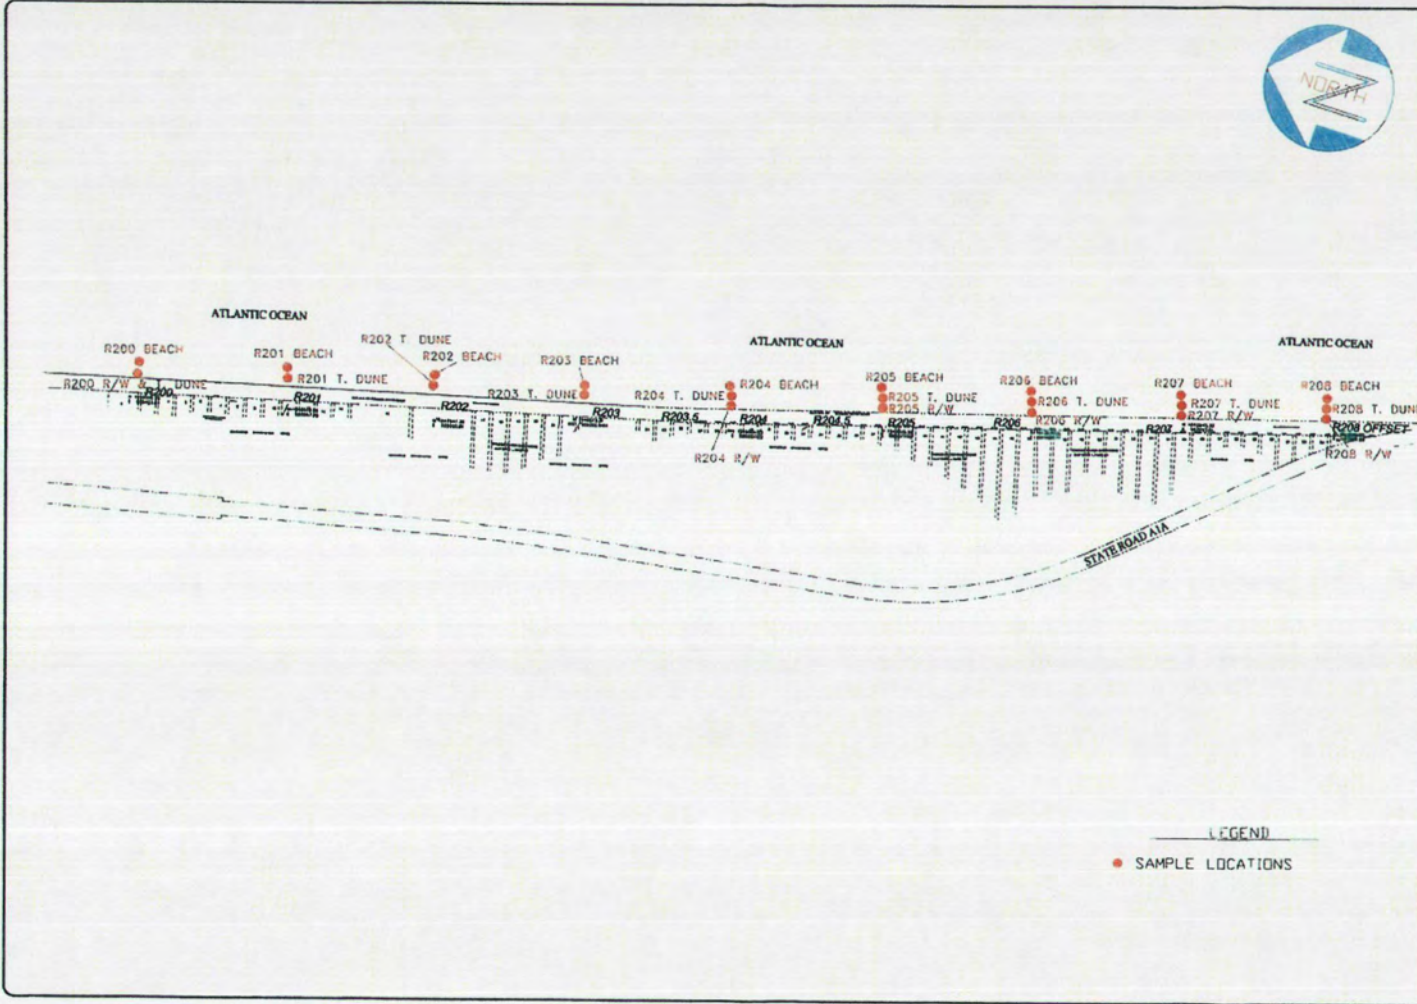 NORTH
ATLANTIC OCEAN
ATLANTIC OCEAN
ATLANTIC OCEAN
R200 BEACH
R201 BEACH
R202 T. DUNE
R202 BEACH
R203 BEACH
R204 BEACH
R205 BEACH
R206 BEACH
R207 BEACH
R208 BEACH
R200 R/W & T. DUNE
R201 T. DUNE
R203 T. DUNE
R204 T. DUNE
R205 T. DUNE
R206 T. DUNE
R207 T. DUNE
R208 T. DUN
R205 R/W
R206 R/W
R207 R/W
R200
R201
R202
R203
R203.5
R204
R204.5
R205
R206
R207
R208 OFFSET
R204 R/W
R208 R/W
STATE ROAD A1A
LEGEND
SAMPLE LOCATIONS